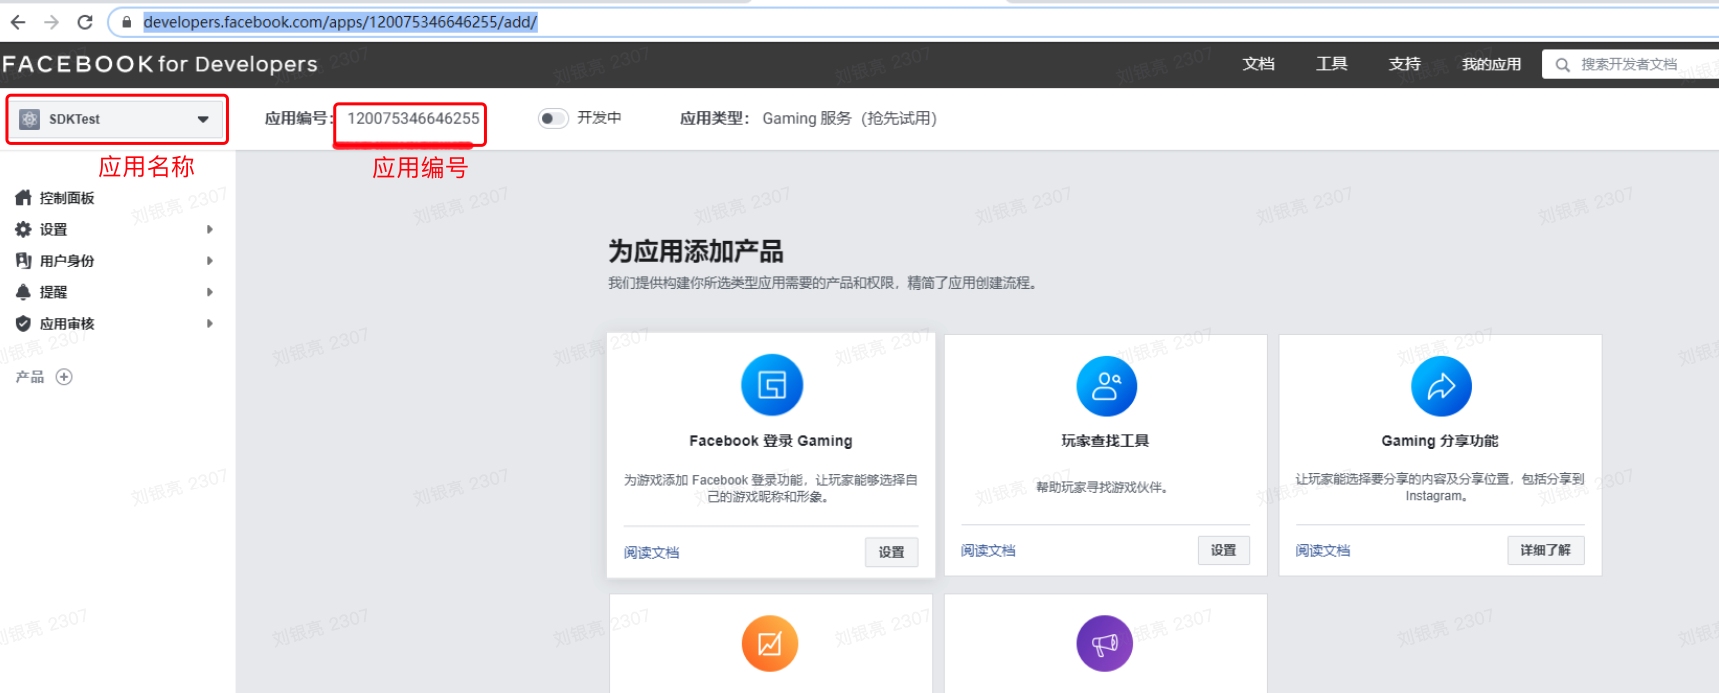 developers.facebook.com/apps/120075346646255/add/
FACEBOOK for Developers
文档
工具
支持
我的应用
搜索开发者文档
SDKTest
应用编号：
120075346646255
开发中
应用类型：
Gaming 服务（抢先试用）
应用名称
应用编号
控制面板
设置
用户身份
提醒
应用审核
产品
为应用添加产品
我们提供构建你所选类型应用需要的产品和权限，精简了应用创建流程。
Facebook 登录 Gaming
为游戏添加 Facebook 登录功能，让玩家能够选择自
己的游戏昵称和形象。
阅读文档
设置
玩家查找工具
帮助玩家寻找游戏伙伴。
阅读文档
设置
Gaming 分享功能
让玩家能选择要分享的内容及分享位置，包括分享到
Instagram。
阅读文档
详细了解
刘银亮 2307